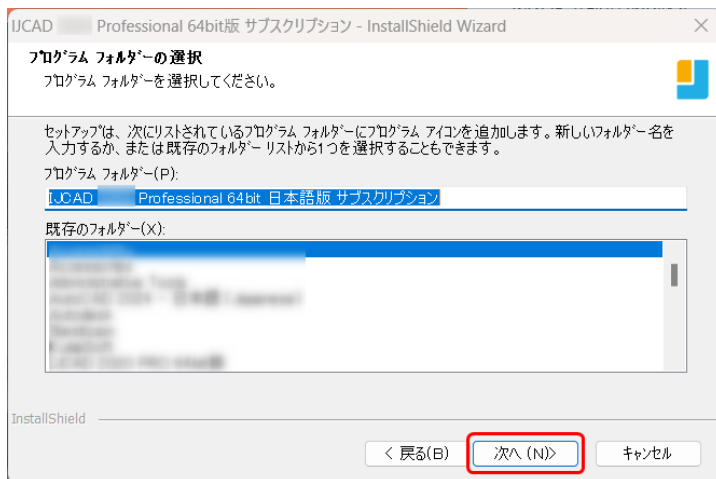 IJCAD Professional 64bit版 サブスクリプション - InstallShield Wizard
プログラム フォルダーの選択
プログラム フォルダーを選択してください。
セットアップは、次にリストされているプログラム フォルダーにプログラム アイコンを追加します。新しいフォルダー名を
入力するか、または既存のフォルダー リストから1つを選択することもできます。
プログラム フォルダー(P):
IJCAD Professional 64bit 日本語版 サブスクリプション
既存のフォルダー(X):
InstallShield
< 戻る(B)
次へ (N)>
キャンセル